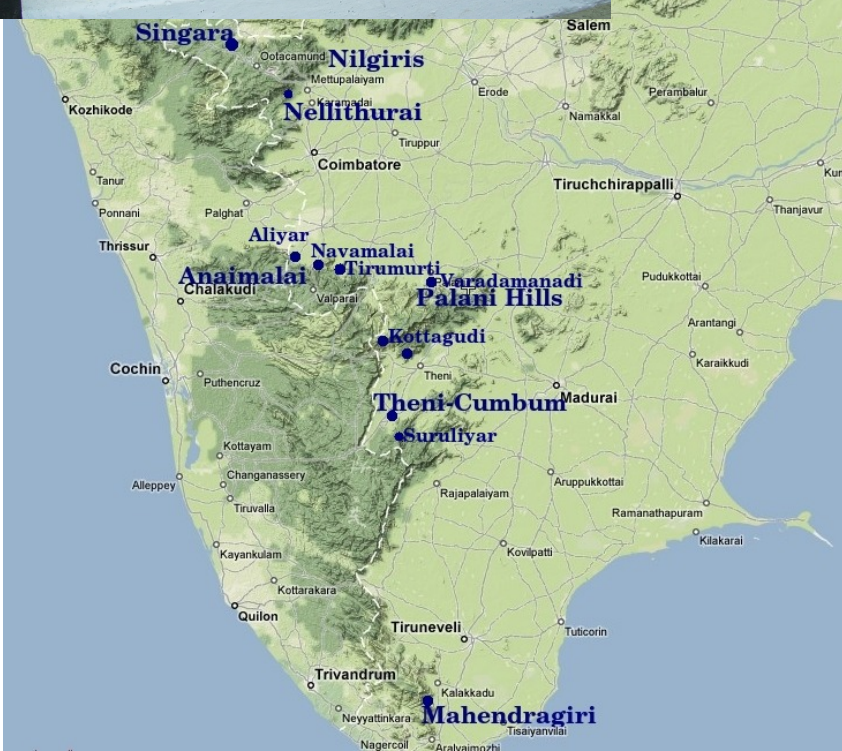 Salem
Singara
Ootacamund
Nilgiris
Mettupalaiyam
Erode
Perambalur
Kozhikode
Karamadai
Nellithurai
Namakkal
Tiruppur
Coimbatore
Tanur
Tiruchchirappalli
Ponnani
Palghat
Thanjavur
Aliyar
Thrissur
Navamalai
Tirumurti
Anaimalai
Varadamanadi
Pudukkottai
Chalakudi
Valparai
Palani Hills
Arantangi
Kottagudi
Karaikkudi
Cochin
Puthencruz
Theni
Theni-Cumbum
Madurai
Suruliyar
Kottayam
Changanassery
Aruppukkottai
Alleppey
Rajapalaiyam
Tiruvalla
Ramanathapuram
Kilakarai
Kayankulam
Kovilpatti
Kottarakara
Quilon
Tiruneveli
Tuticorin
Trivandrum
Kalakkadu
Neyyattinkara
Mahendragiri
Tisaiyanvilai
Nagercoil
Aralvaimozhi